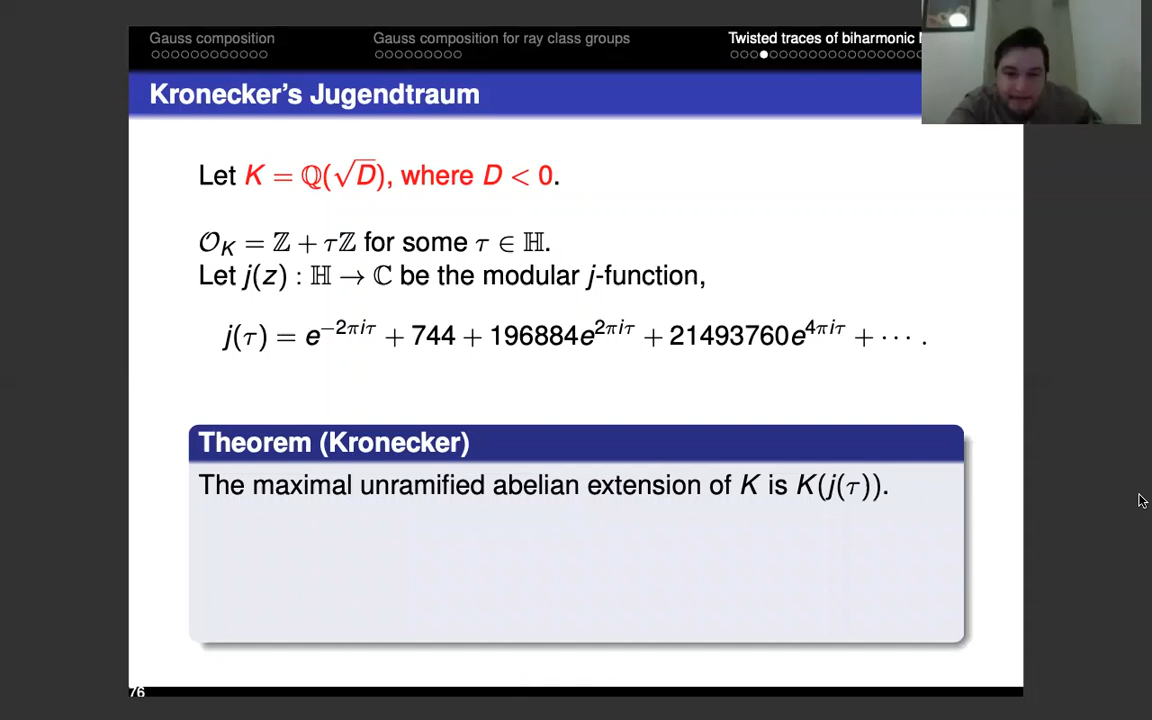 Gauss composition
Gauss composition for ray class groups
Twisted traces of biharmonic
Kronecker's Jugendtraum
Let K = ℚ(√D), where D < 0.
𝒪_K = ℤ + τℤ for some τ ∈ ℍ.
Let j(z) : ℍ → ℂ be the modular j-function,
j(τ) = e^{−2πiτ} + 744 + 196884e^{2πiτ} + 21493760e^{4πiτ} + ⋯ .
Theorem (Kronecker)
The maximal unramified abelian extension of K is K(j(τ)).
76